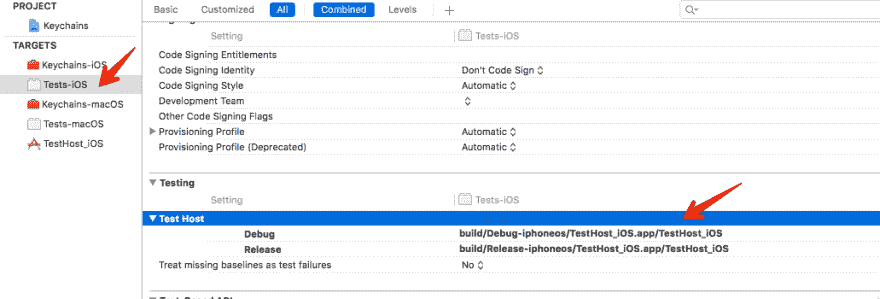 PROJECT
Keychains
TARGETS
Keychains-iOS
Tests-iOS
Keychains-macOS
Tests-macOS
TestHost_iOS
Basic Customized All Combined Levels +
Setting Tests-iOS
Code Signing Entitlements
Code Signing Identity Don't Code Sign
Code Signing Style Automatic
Development Team
Other Code Signing Flags
Provisioning Profile Automatic
Provisioning Profile (Deprecated) Automatic
Testing
Setting Tests-iOS
Test Host
Debug build/Debug-iphoneos/TestHost_iOS.app/TestHost_iOS
Release build/Release-iphoneos/TestHost_iOS.app/TestHost_iOS
Treat missing baselines as test failures No